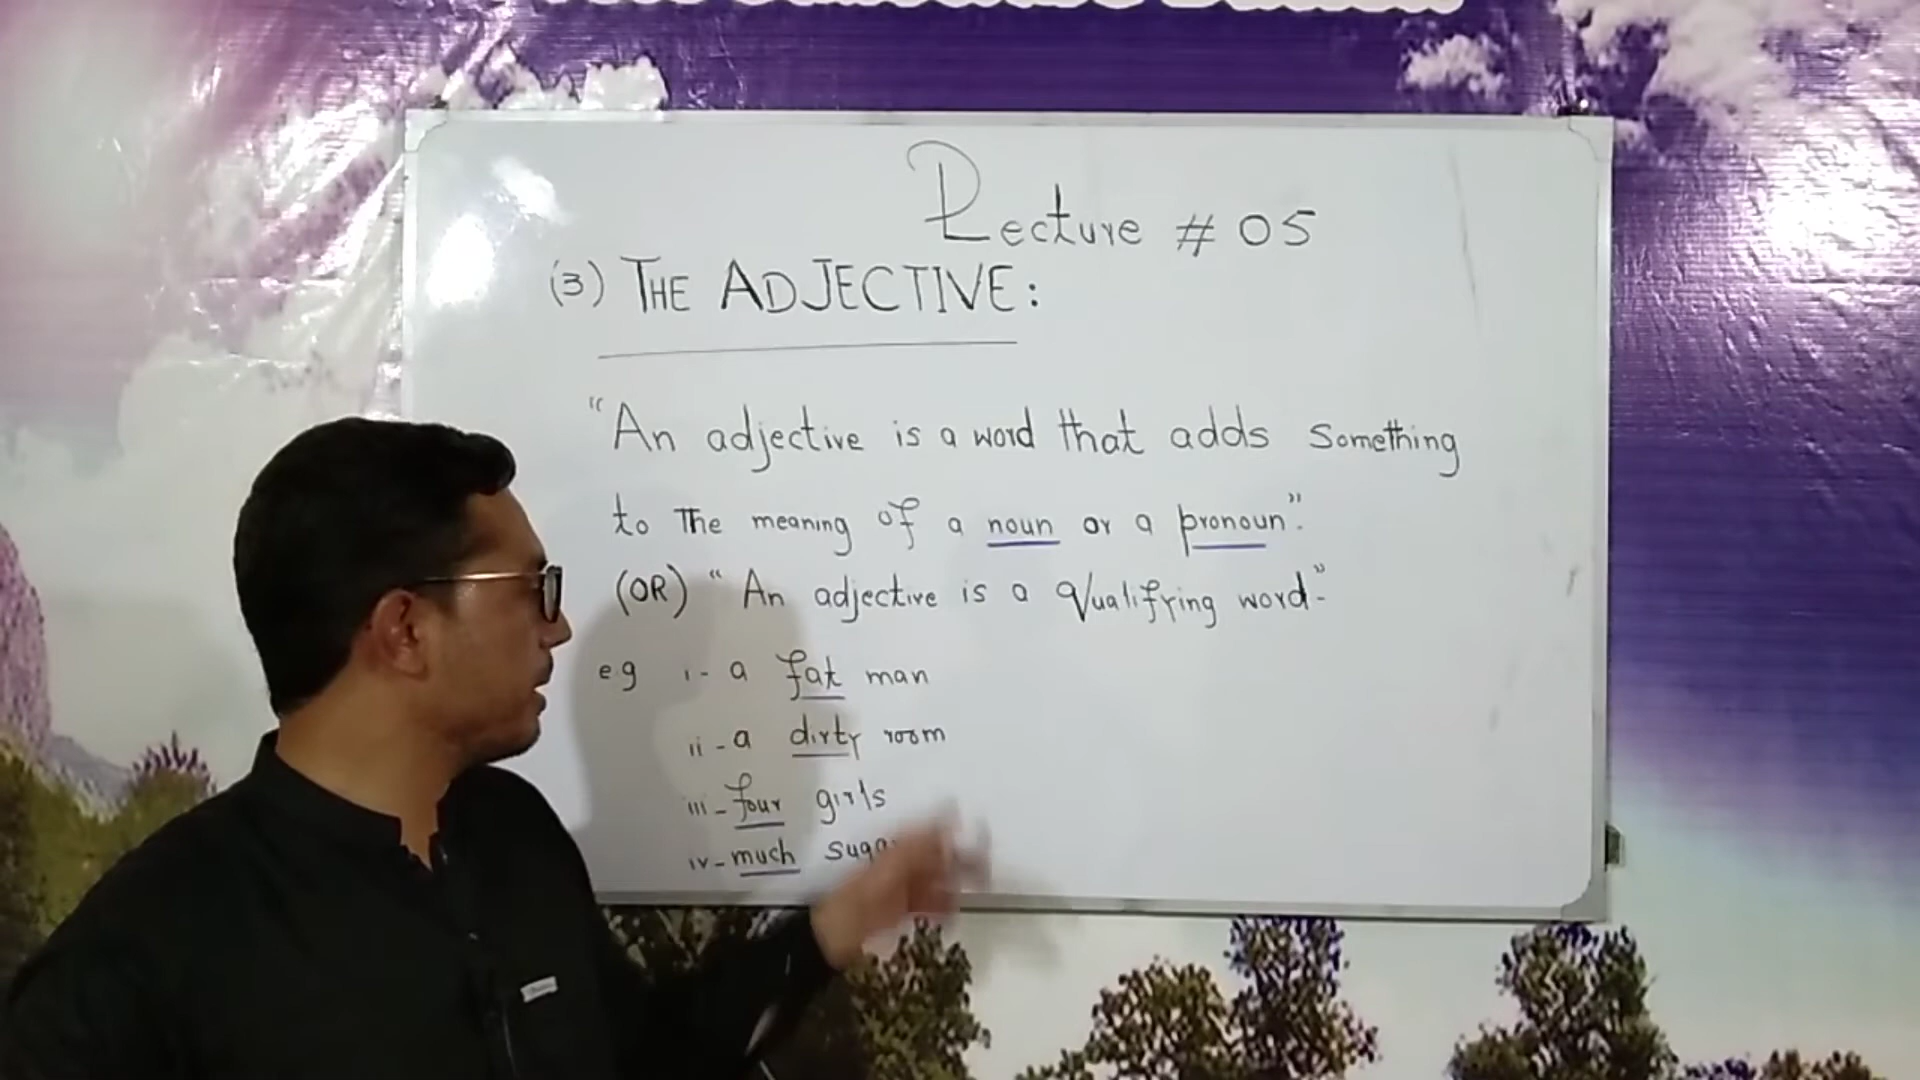 Lecture # 05
(3) THE ADJECTIVE:
"An adjective is a word that adds Something
to The meaning of a noun or a pronoun".
(OR) "An adjective is a Qualifying word"-
e.g i- a fat man
ii - a dirty room
iii - four girls
iv - much